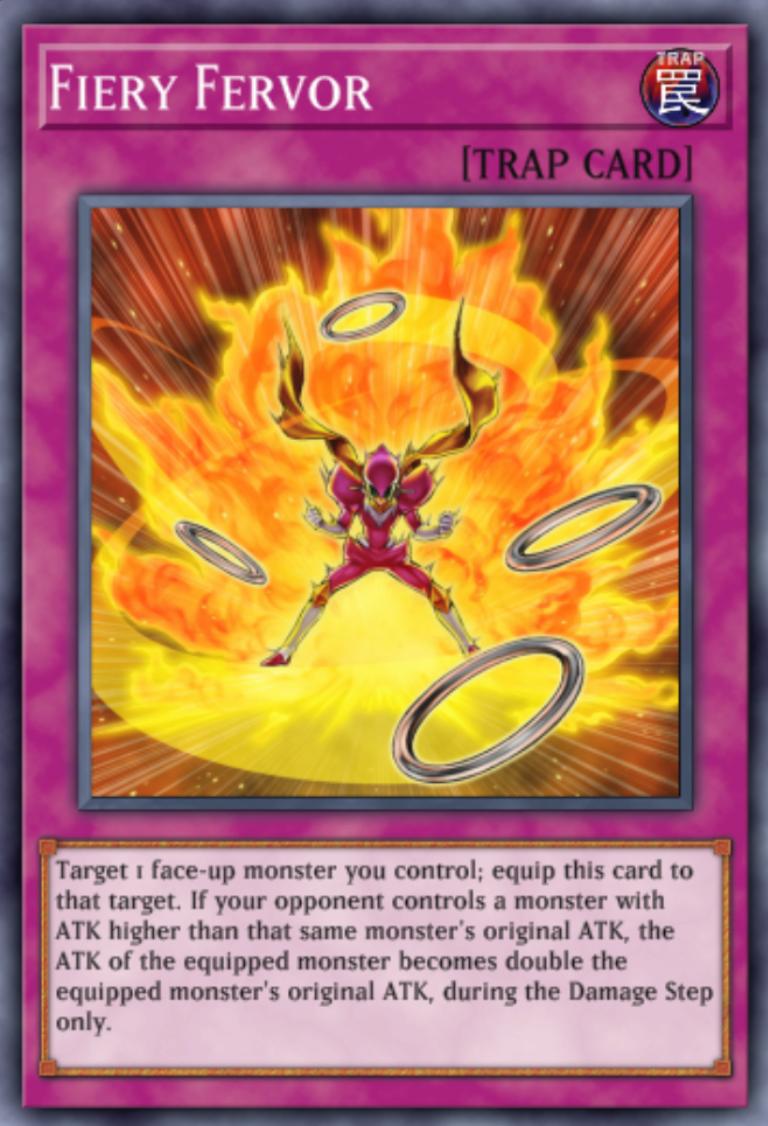 FIERY FERVOR
TRAP
罠
[TRAP CARD]
Target 1 face-up monster you control; equip this card to
that target. If your opponent controls a monster with
ATK higher than that same monster's original ATK, the
ATK of the equipped monster becomes double the
equipped monster's original ATK, during the Damage Step
only.